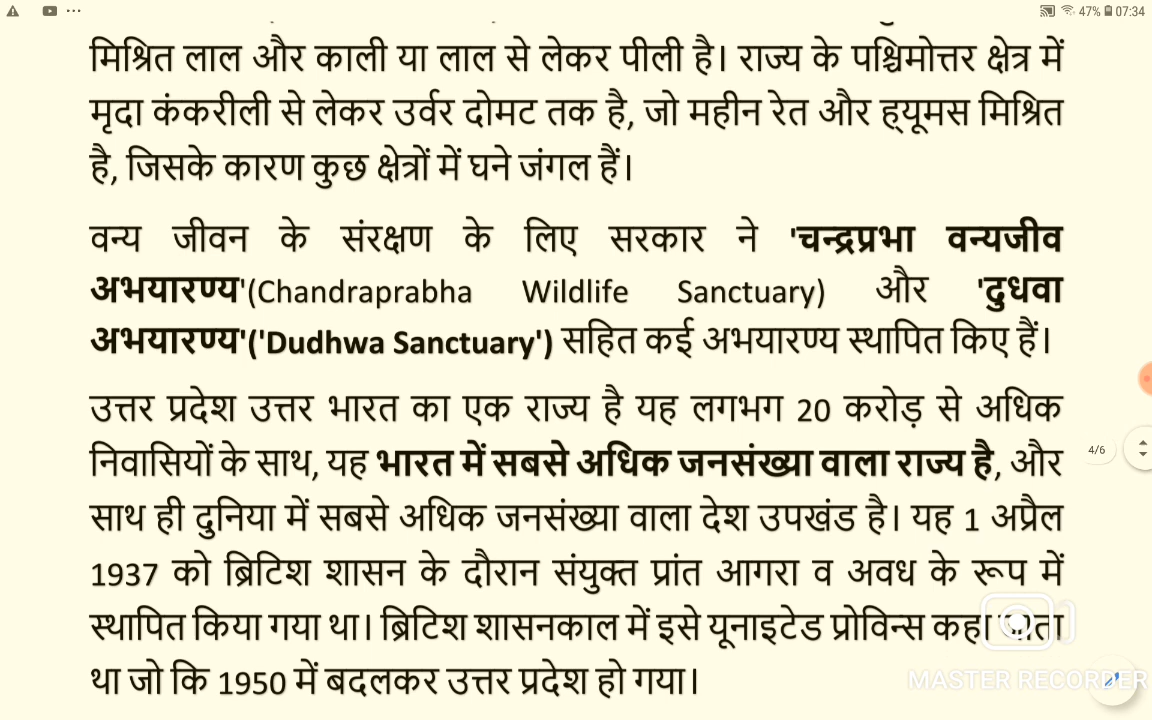 47% 07:34
मिश्रित लाल और काली या लाल से लेकर पीली है। राज्य के पश्चिमोत्तर क्षेत्र में
मृदा कंकरीली से लेकर उर्वर दोमट तक है, जो महीन रेत और ह्यूमस मिश्रित
है, जिसके कारण कुछ क्षेत्रों में घने जंगल हैं।
वन्य जीवन के संरक्षण के लिए सरकार ने 'चन्द्रप्रभा वन्यजीव
अभयारण्य'(Chandraprabha Wildlife Sanctuary) और 'दुधवा
अभयारण्य'('Dudhwa Sanctuary') सहित कई अभयारण्य स्थापित किए हैं।
उत्तर प्रदेश उत्तर भारत का एक राज्य है यह लगभग 20 करोड़ से अधिक
निवासियों के साथ, यह भारत में सबसे अधिक जनसंख्या वाला राज्य है, और
4/6
साथ ही दुनिया में सबसे अधिक जनसंख्या वाला देश उपखंड है। यह 1 अप्रैल
1937 को ब्रिटिश शासन के दौरान संयुक्त प्रांत आगरा व अवध के रूप में
स्थापित किया गया था। ब्रिटिश शासनकाल में इसे यूनाइटेड प्रोविन्स कहा जाता
था जो कि 1950 में बदलकर उत्तर प्रदेश हो गया।
MASTER RECORDER